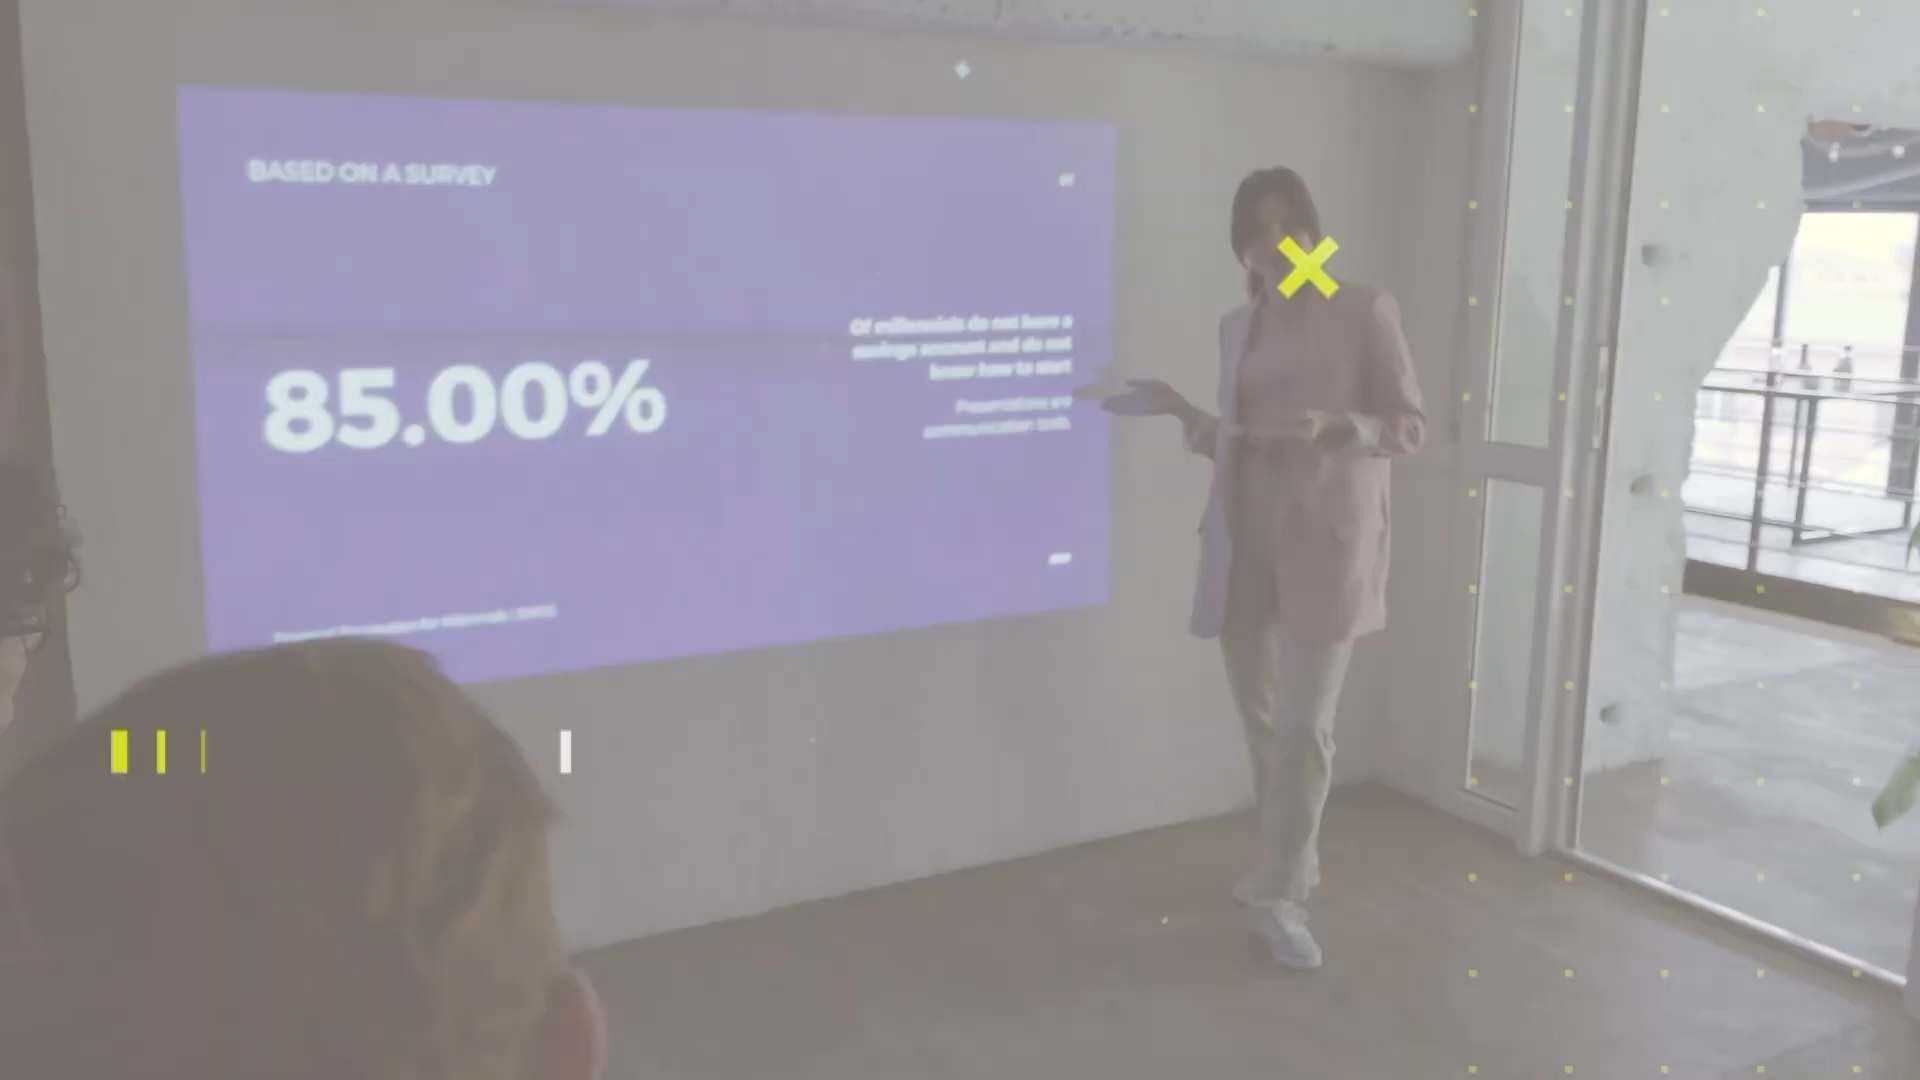 BASED ON A SURVEY
85.00%
Of millennials do not have a
savings account and do not
know how to start
Presentations are
communication tools